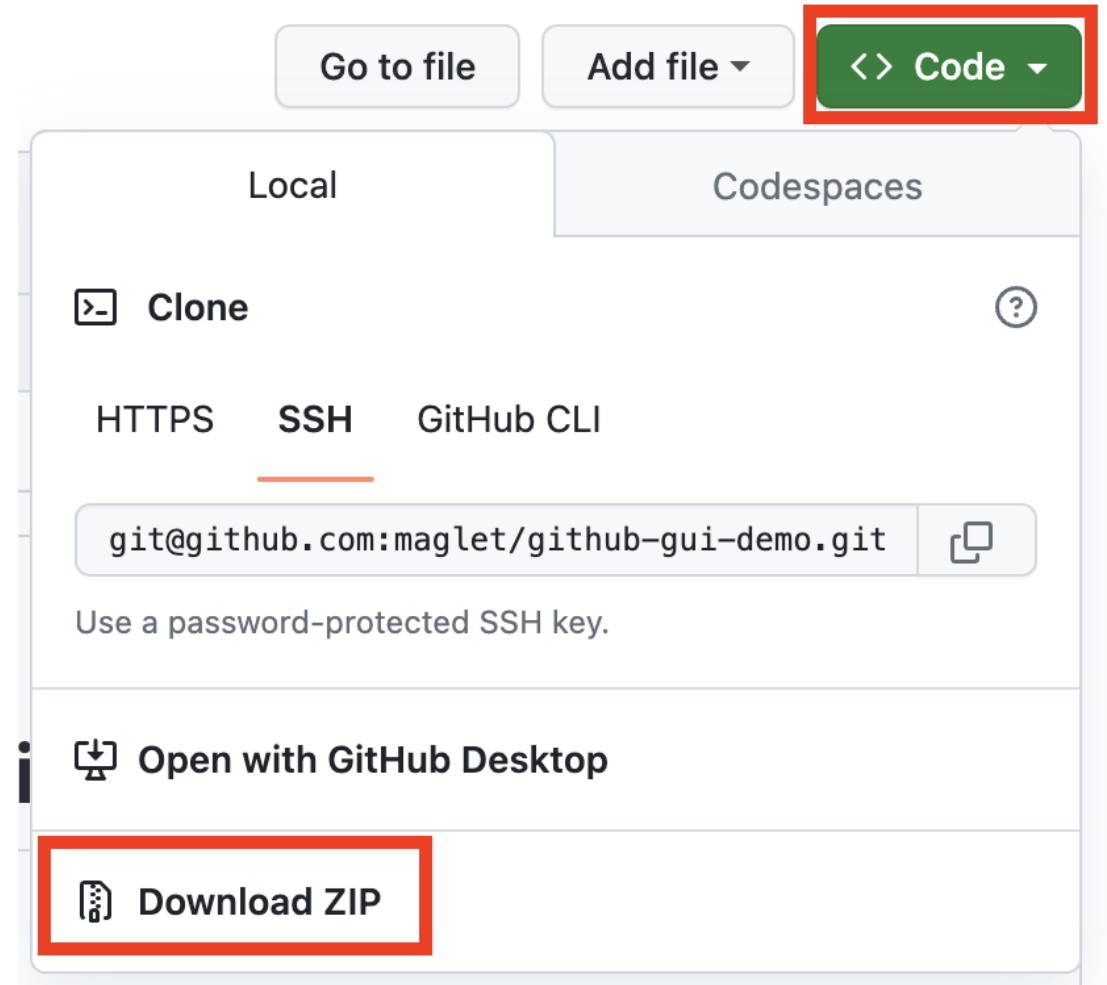 Go to file Add file <> Code
Local Codespaces
Clone
HTTPS SSH GitHub CLI
git@github.com:maglet/github-gui-demo.git
Use a password-protected SSH key.
Open with GitHub Desktop
Download ZIP